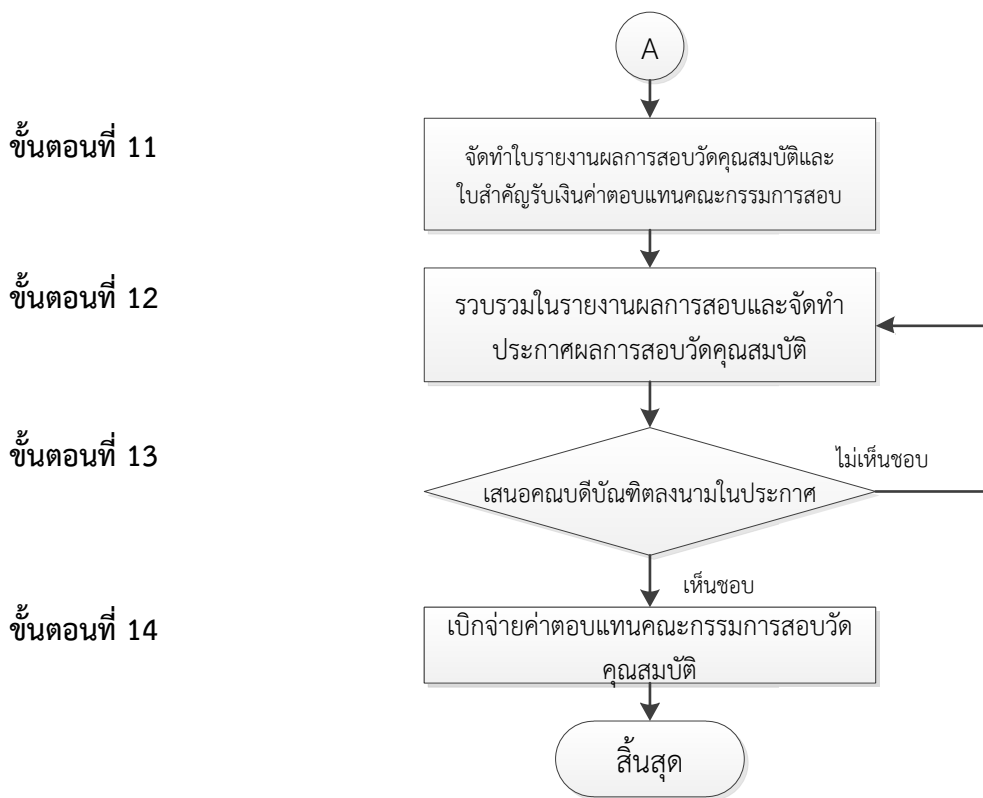 A
ขั้นตอนที่ 11
จัดทำใบรายงานผลการสอบวัดคุณสมบัติและ
ใบสำคัญรับเงินค่าตอบแทนคณะกรรมการสอบ
ขั้นตอนที่ 12
รวบรวมในรายงานผลการสอบและจัดทำ
ประกาศผลการสอบวัดคุณสมบัติ
ขั้นตอนที่ 13
ไม่เห็นชอบ
เสนอคณบดีบัณฑิตลงนามในประกาศ
เห็นชอบ
ขั้นตอนที่ 14
เบิกจ่ายค่าตอบแทนคณะกรรมการสอบวัด
คุณสมบัติ
สิ้นสุด